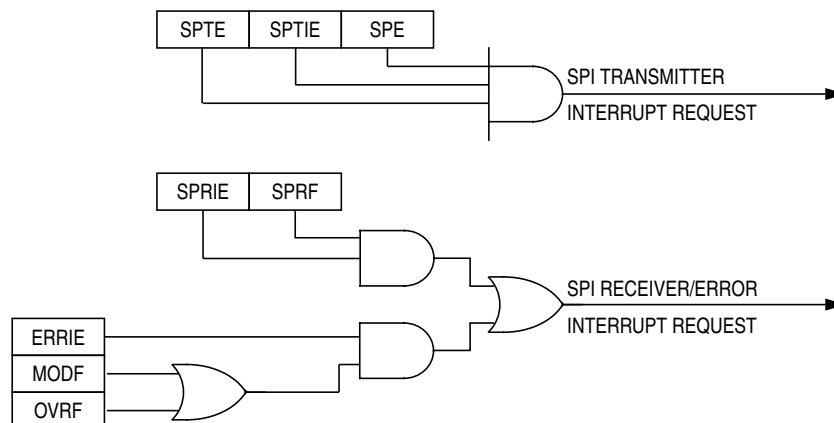 SPTE SPTIE SPE
SPI TRANSMITTER
INTERRUPT REQUEST
SPRIE SPRF
SPI RECEIVER/ERROR
INTERRUPT REQUEST
ERRIE
MODF
OVRF